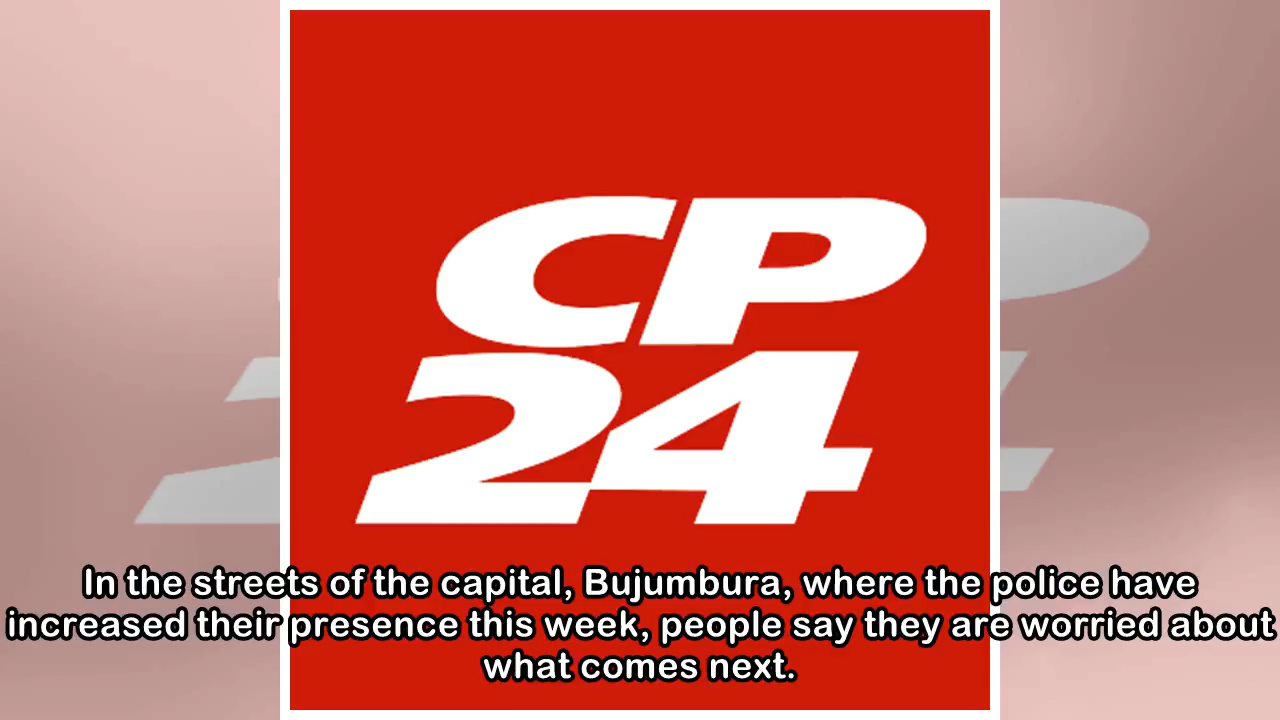 CP
24
In the streets of the capital, Bujumbura, where the police have
increased their presence this week, people say they are worried about
what comes next.